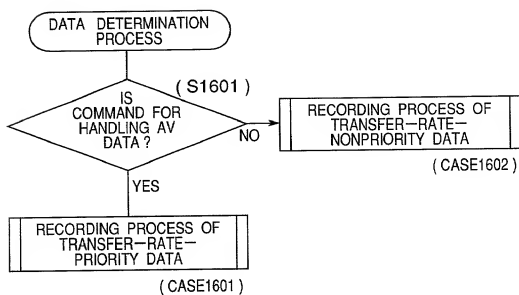 DATA DETERMINATION
PROCESS
(S1601)
IS
COMMAND FOR
HANDLING AV
DATA?
NO
RECORDING PROCESS OF
TRANSFER-RATE-
NONPRIORITY DATA
(CASE1602)
YES
RECORDING PROCESS OF
TRANSFER-RATE-
PRIORITY DATA
(CASE1601)